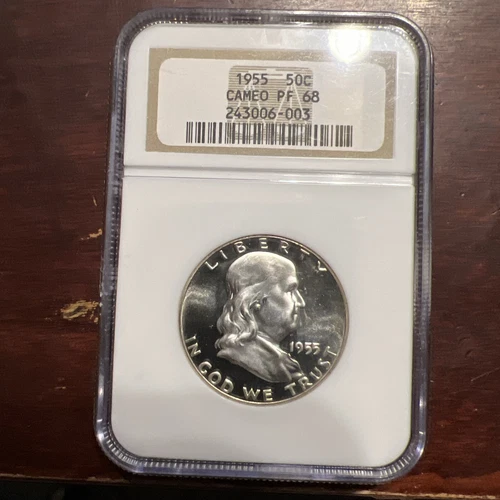 1955 50C
CAMEO PF 68
243006-003
LIBERTY
1955
IN GOD WE TRUST